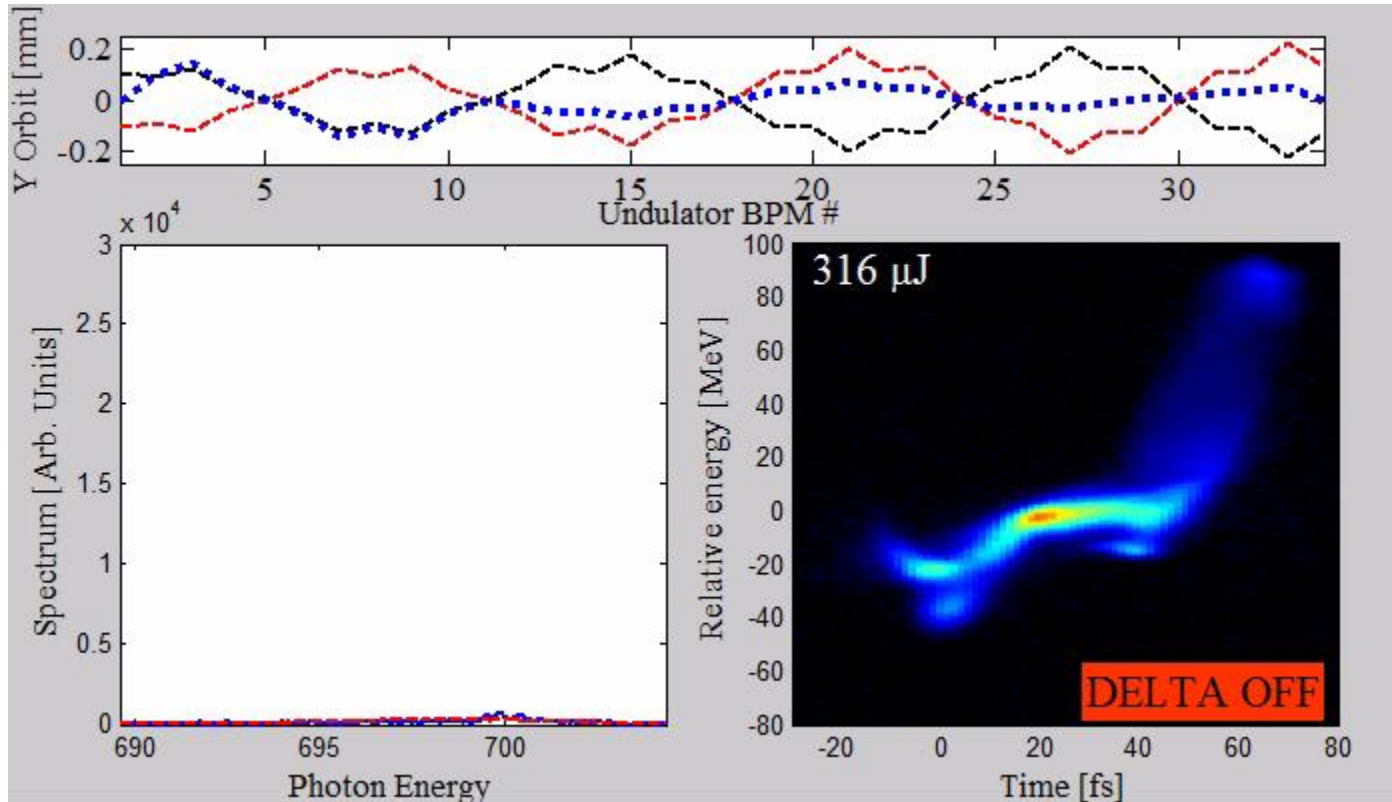 Y Orbit [mm]
0.2
0
-0.2
5 10 15 20 25 30
Undulator BPM #
x 10^4
3
2.5
2
1.5
1
0.5
0
Spectrum [Arb. Units]
690 695 700
Photon Energy
316 μJ
Relative energy [MeV]
100
80
60
40
20
0
-20
-40
-60
-80
DELTA OFF
-20 0 20 40 60 80
Time [fs]